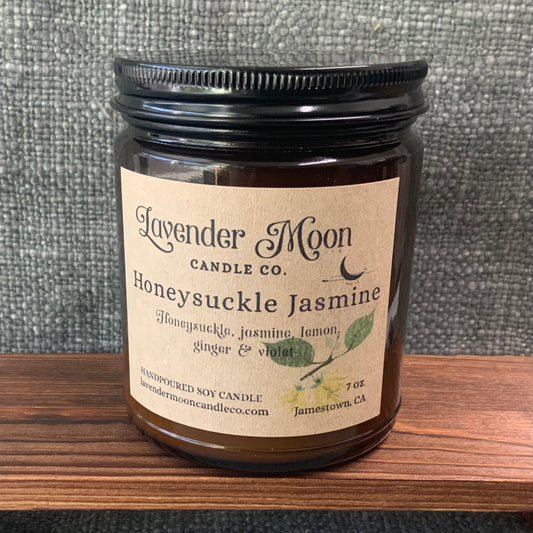 Lavender Moon
CANDLE CO.
Honeysuckle Jasmine
Honeysuckle, jasmine, lemon,
ginger & violet
HANDPOURED SOY CANDLE
lavendermooncandleco.com
7 oz
Jamestown, CA